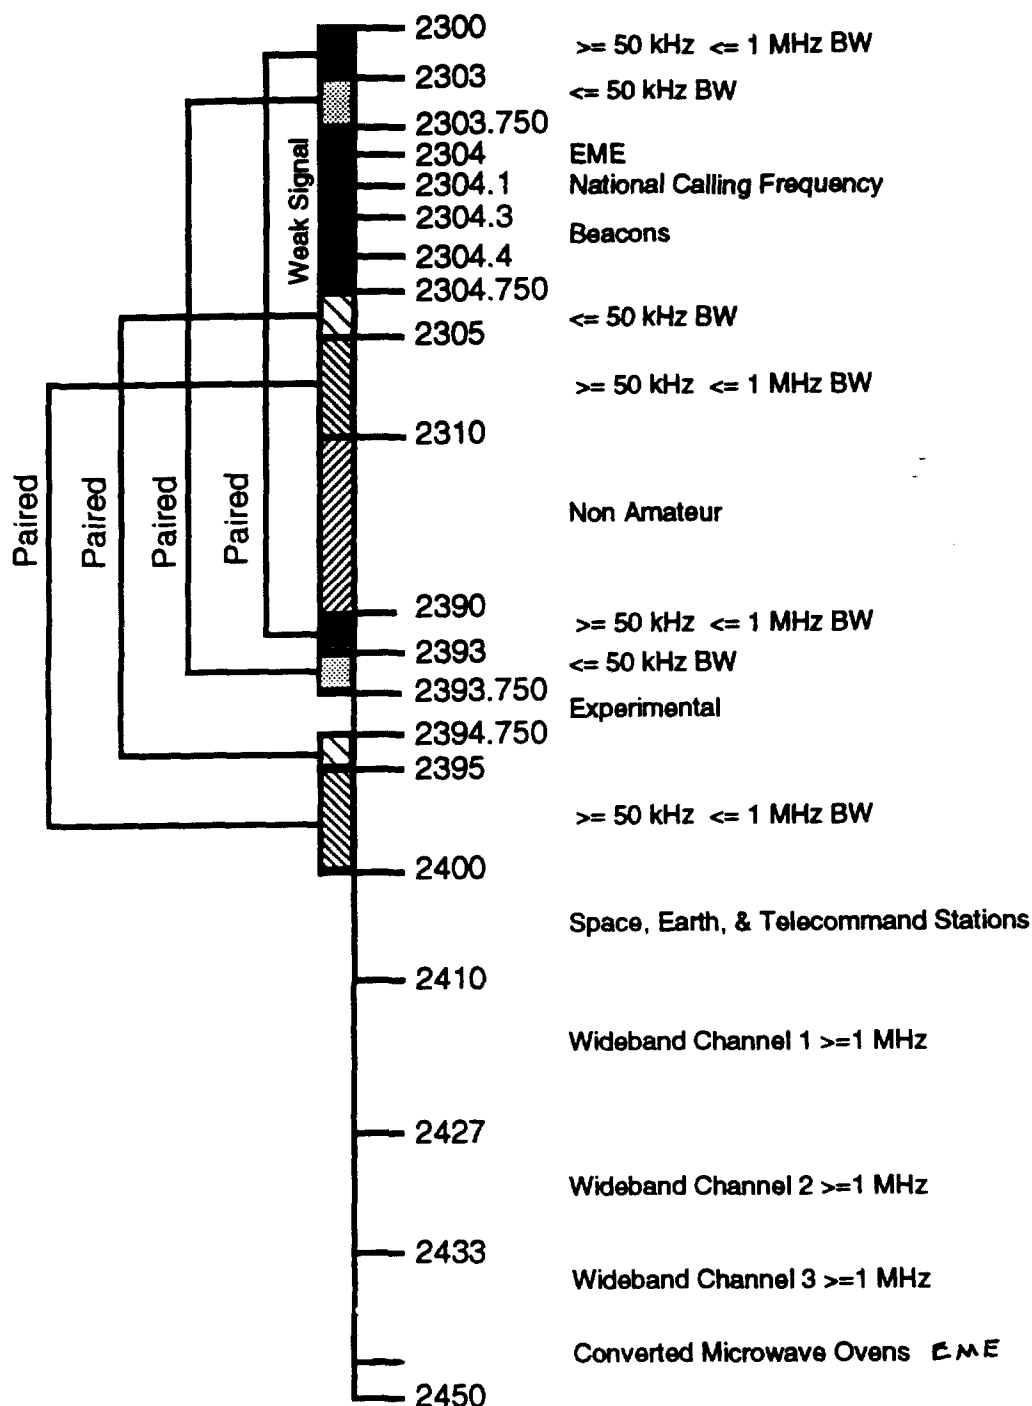 2300
>= 50 kHz <= 1 MHz BW
2303
<= 50 kHz BW
2303.750
2304
EME
2304.1
National Calling Frequency
2304.3
Beacons
2304.4
2304.750
Weak Signal
<= 50 kHz BW
2305
>= 50 kHz <= 1 MHz BW
2310
Paired
Paired
Paired
Paired
Non Amateur
2390
>= 50 kHz <= 1 MHz BW
2393
<= 50 kHz BW
2393.750
Experimental
2394.750
2395
>= 50 kHz <= 1 MHz BW
2400
Space, Earth, & Telecommand Stations
2410
Wideband Channel 1 >=1 MHz
2427
Wideband Channel 2 >=1 MHz
2433
Wideband Channel 3 >=1 MHz
Converted Microwave Ovens EME
2450